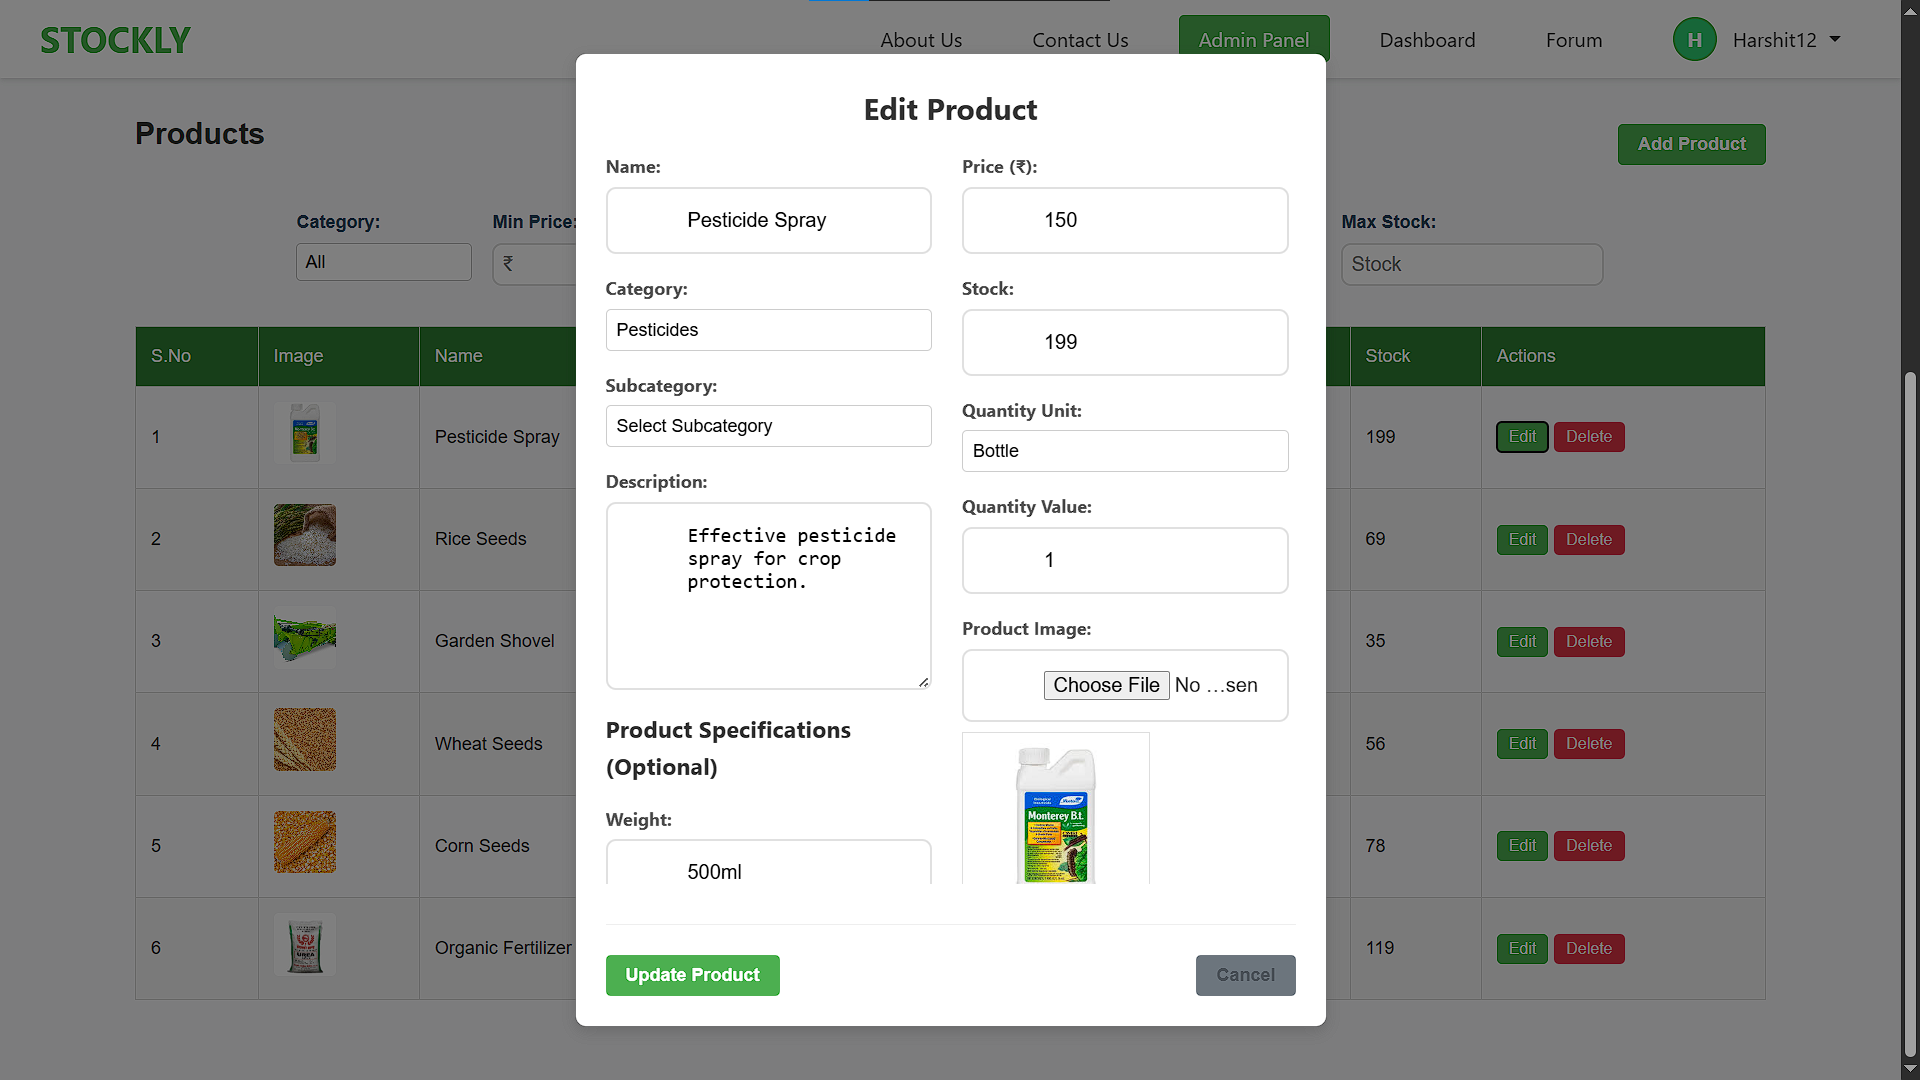 STOCKLY
About Us
Contact Us
Admin Panel
Dashboard
Forum
H
Harshit12
Products
Add Product
Category:
All
Min Price:
₹
Max Stock:
Stock
S.No
Image
Name
Stock
Actions
1
Pesticide Spray
199
Edit
Delete
2
Rice Seeds
69
Edit
Delete
3
Garden Shovel
35
Edit
Delete
4
Wheat Seeds
56
Edit
Delete
5
Corn Seeds
78
Edit
Delete
6
Organic Fertilizer
119
Edit
Delete
Edit Product
Name:
Pesticide Spray
Category:
Pesticides
Subcategory:
Select Subcategory
Description:
Effective pesticide
spray for crop
protection.
Product Specifications
(Optional)
Weight:
500ml
Price (₹):
150
Stock:
199
Quantity Unit:
Bottle
Quantity Value:
1
Product Image:
Choose File No …sen
Monterey B.t.
Update Product
Cancel